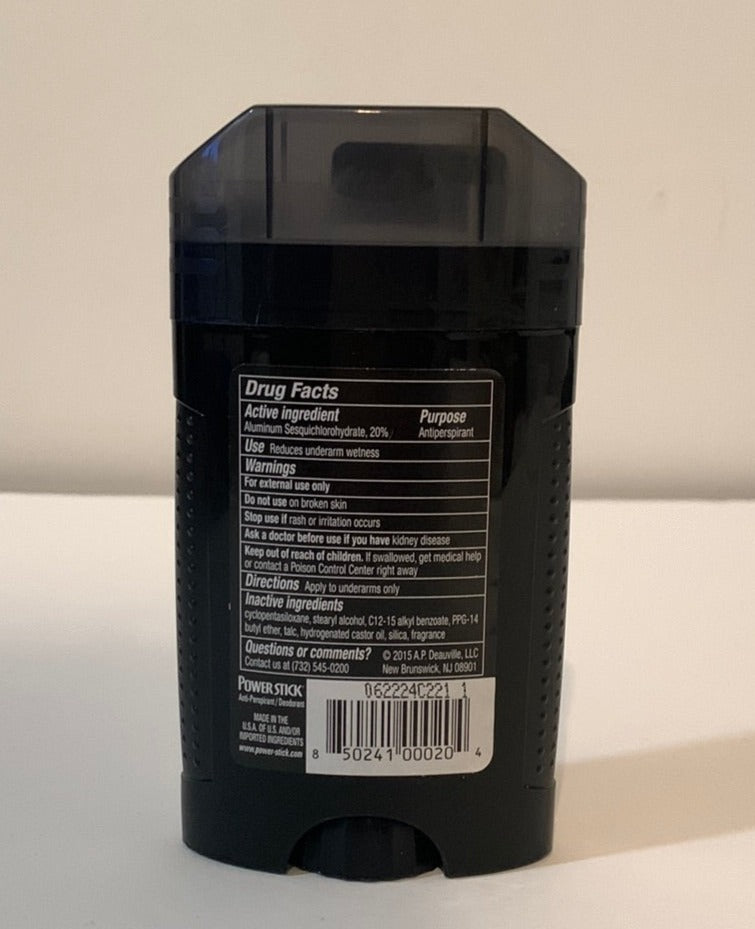 Drug Facts
Active ingredient Purpose
Aluminum Sesquichlorohydrate, 20% Antiperspirant
Use Reduces underarm wetness
Warnings
For external use only
Do not use on broken skin
Stop use if rash or irritation occurs
Ask a doctor before use if you have kidney disease
Keep out of reach of children. If swallowed, get medical help
or contact a Poison Control Center right away
Directions Apply to underarms only
Inactive ingredients
cyclopentasiloxane, stearyl alcohol, C12-15 alkyl benzoate, PPG-14
butyl ether, talc, hydrogenated castor oil, silica, fragrance
Questions or comments? © 2015 A.P. Deauville, LLC
Contact us at (732) 545-0200 New Brunswick, NJ 08901
POWER STICK
Anti-Perspirant / Deodorant
MADE IN THE
U.S.A. OF U.S. AND/OR
IMPORTED INGREDIENTS
www.power-stick.com
062224C221 1
8 50241 00020 4